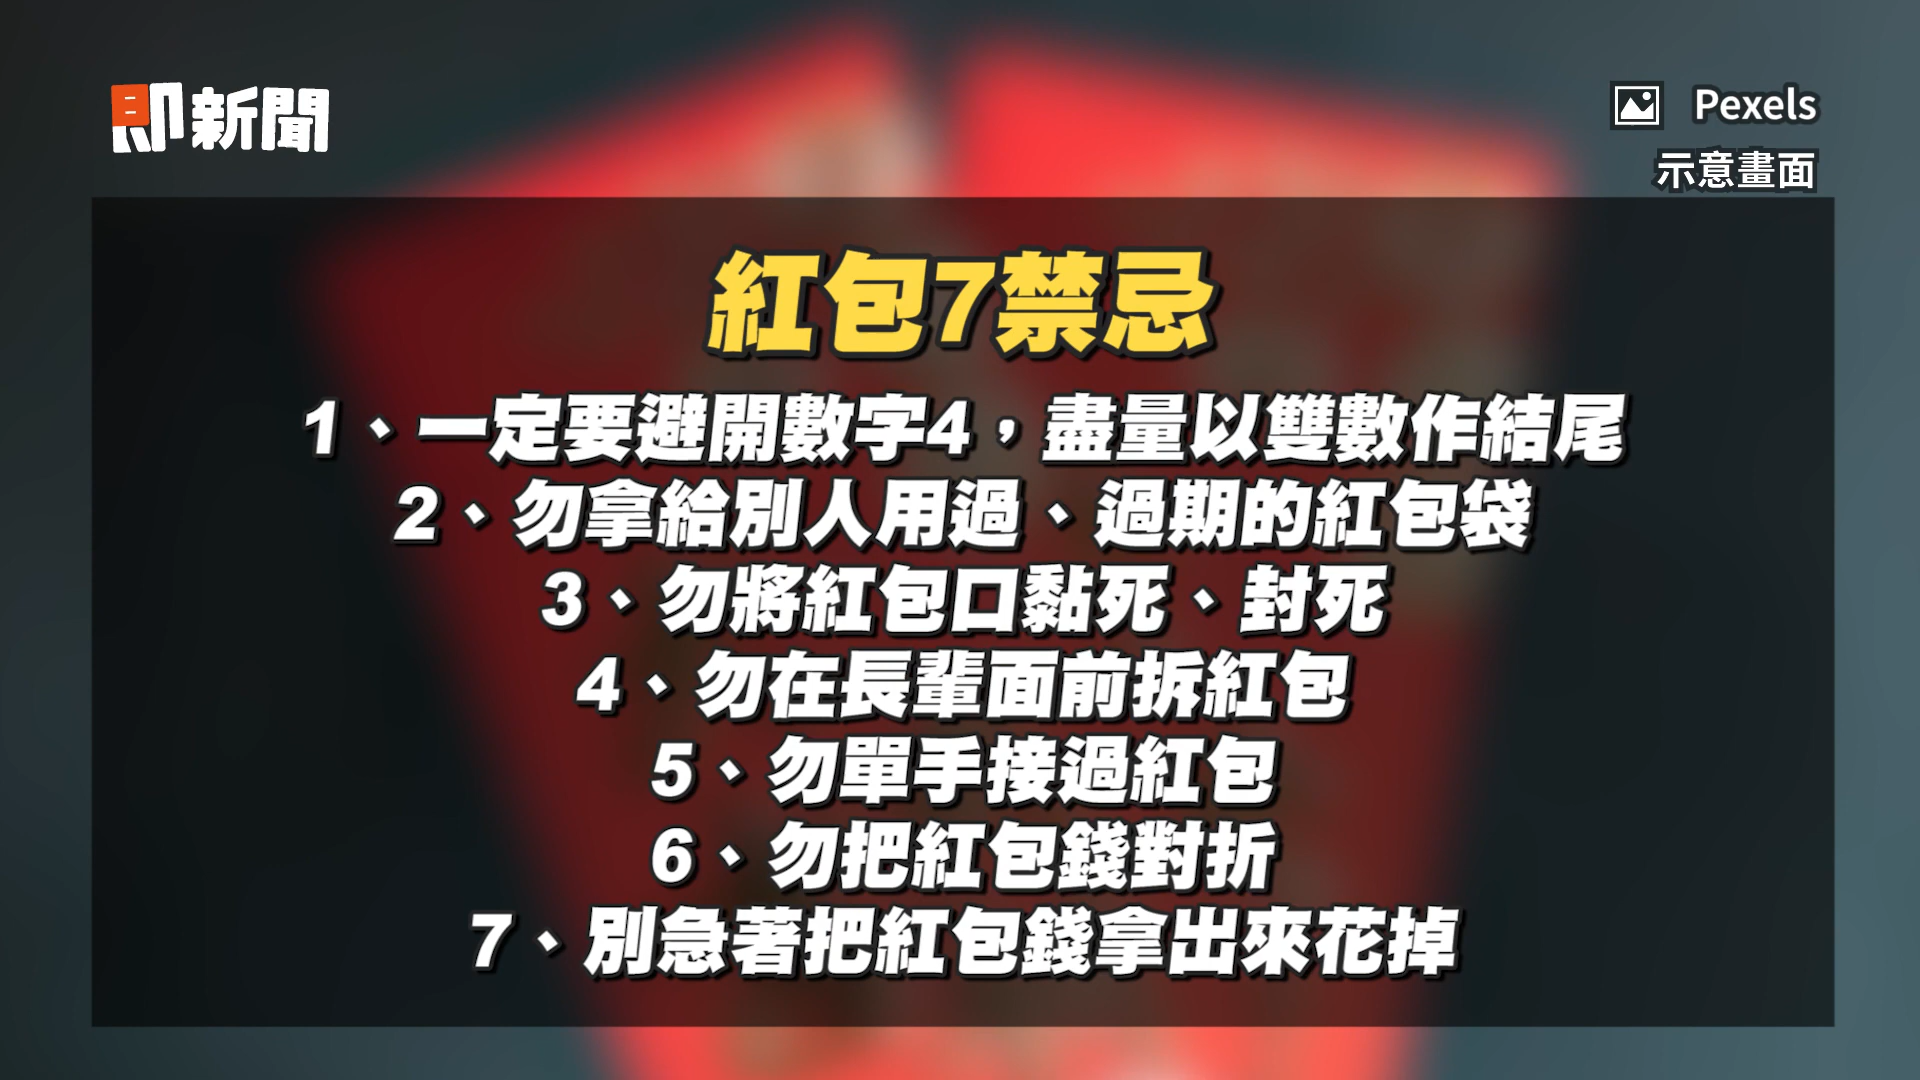 即新聞
Pexels
示意畫面
紅包7禁忌
1、一定要避開數字4，盡量以雙數作結尾
2、勿拿給別人用過、過期的紅包袋
3、勿將紅包口黏死、封死
4、勿在長輩面前拆紅包
5、勿單手接過紅包
6、勿把紅包錢對折
7、別急著把紅包錢拿出來花掉